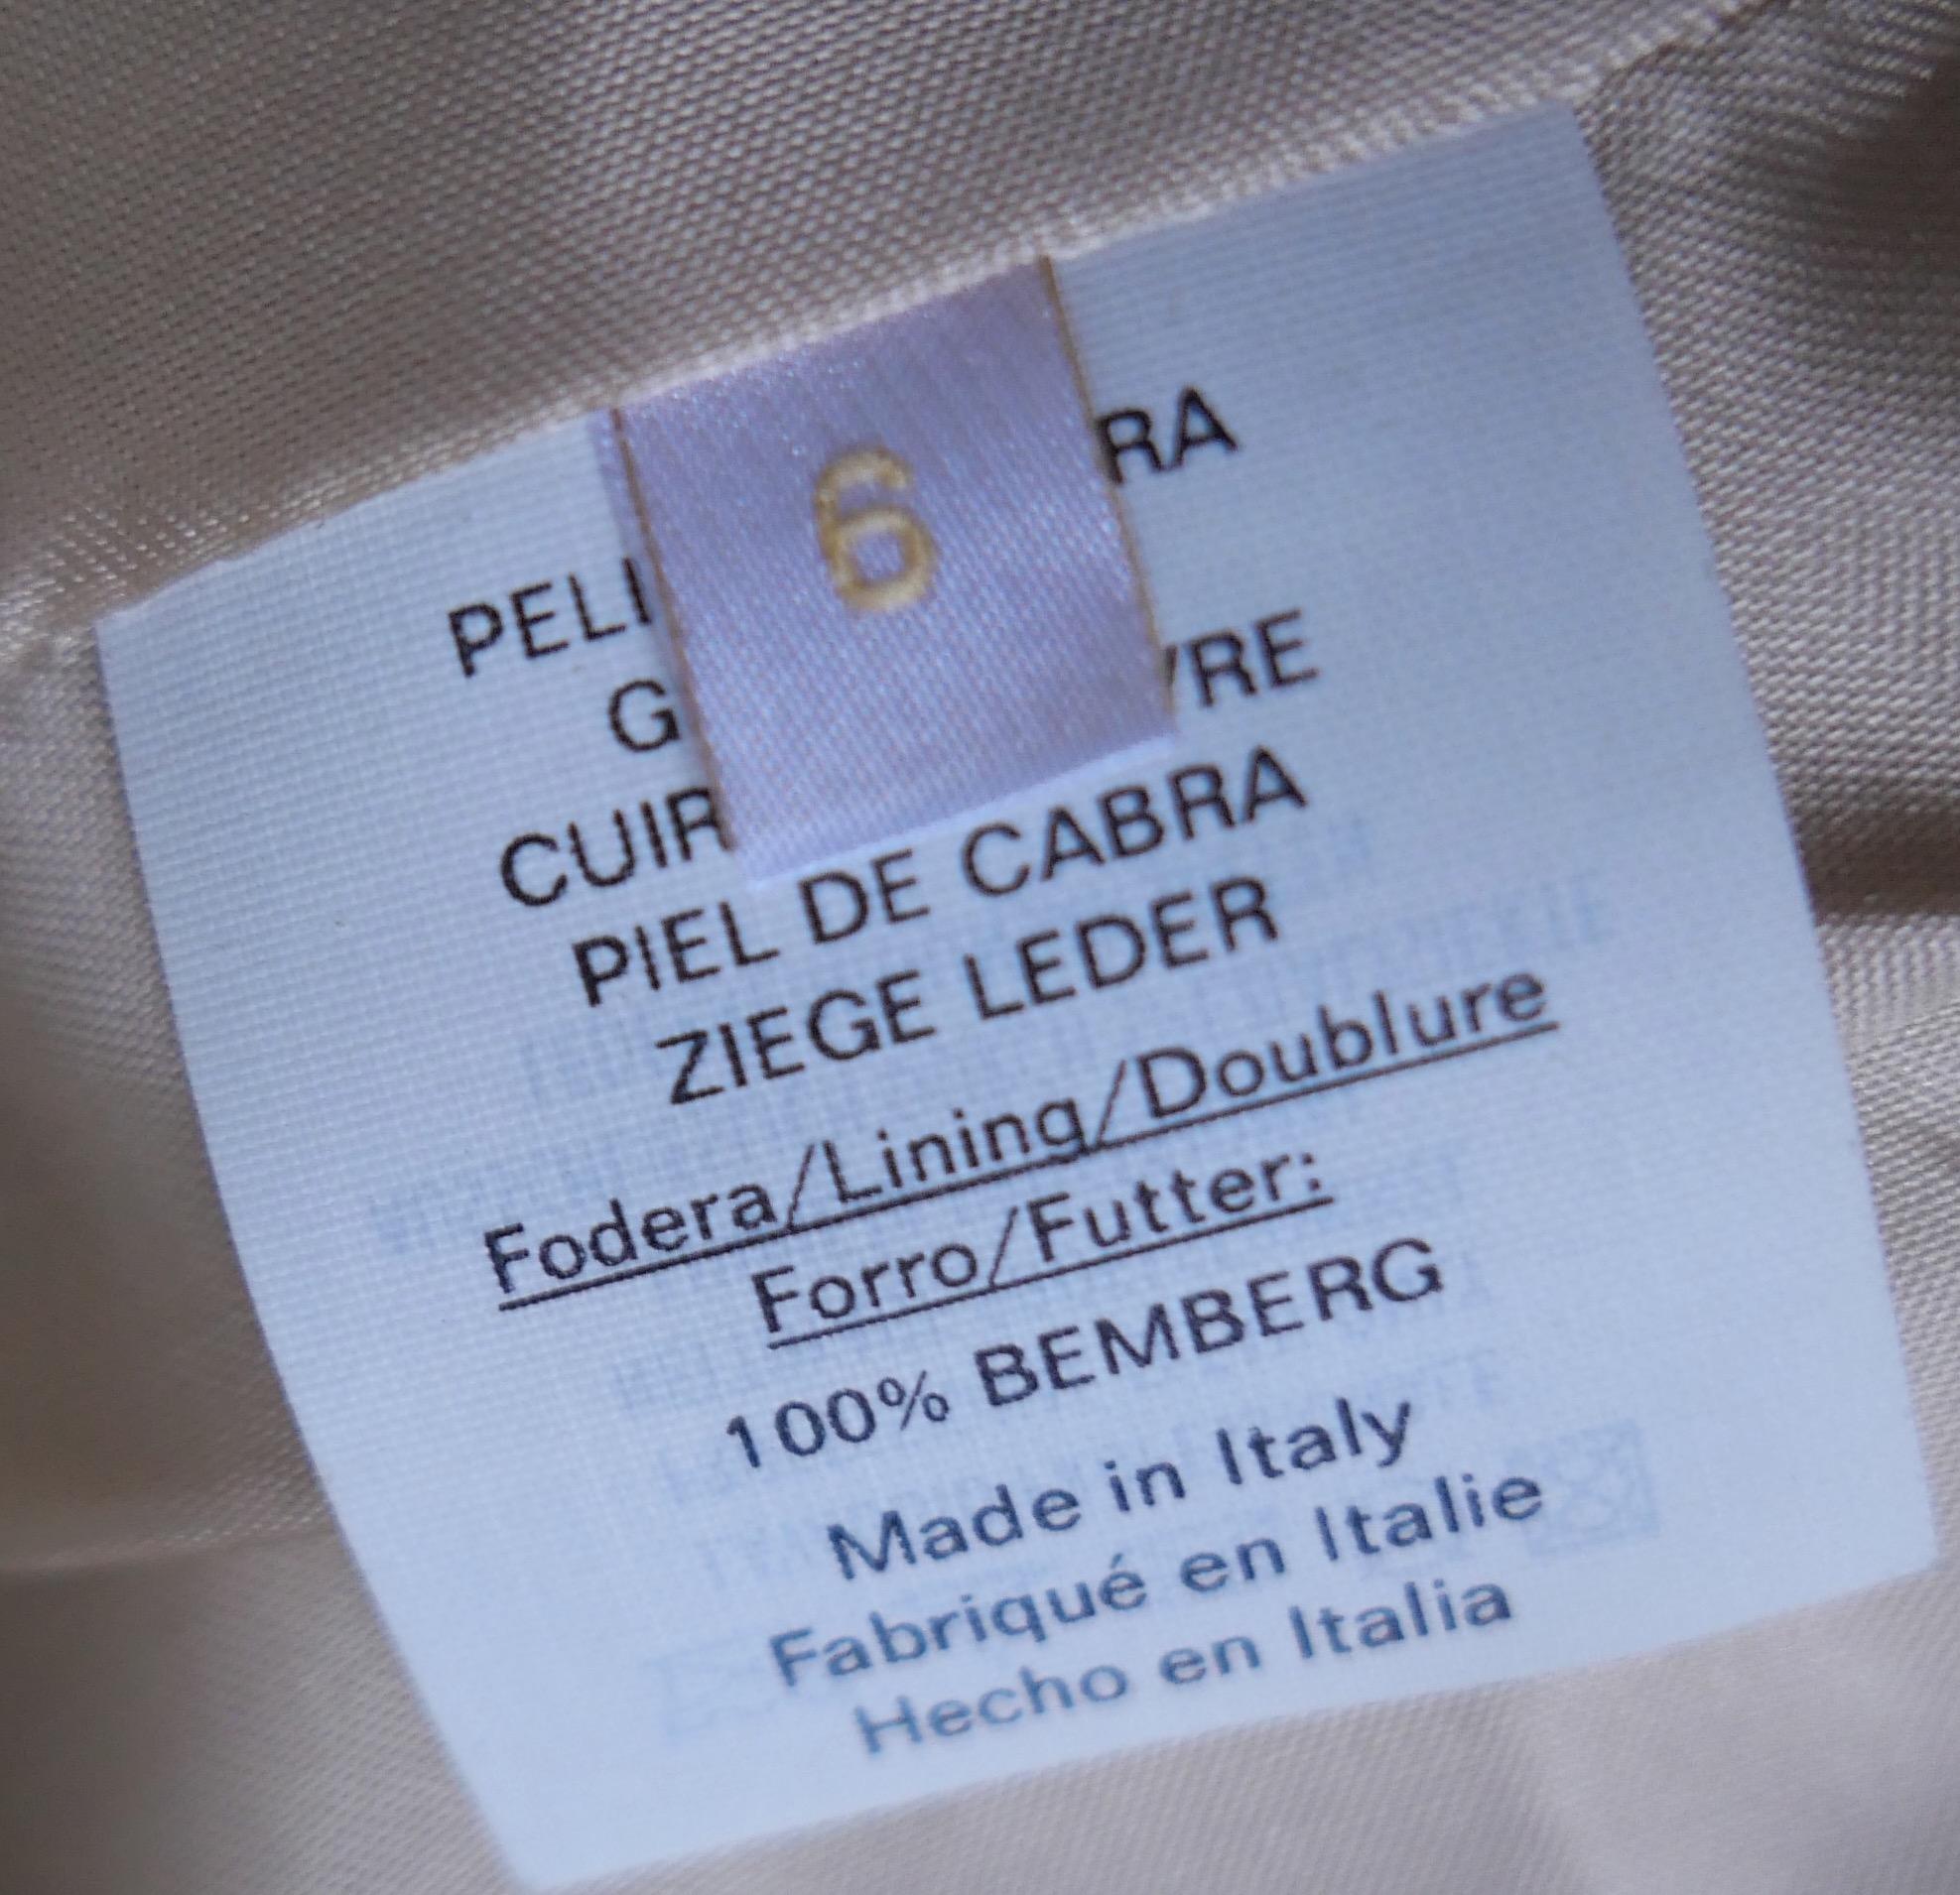 6
RA
PELL
G
VRE
CUIR
PIEL DE CABRA
ZIEGE LEDER
Fodera/Lining/Doublure
Forro/Futter:
100% BEMBERG
Made in Italy
Fabriqué en Italie
Hecho en Italia